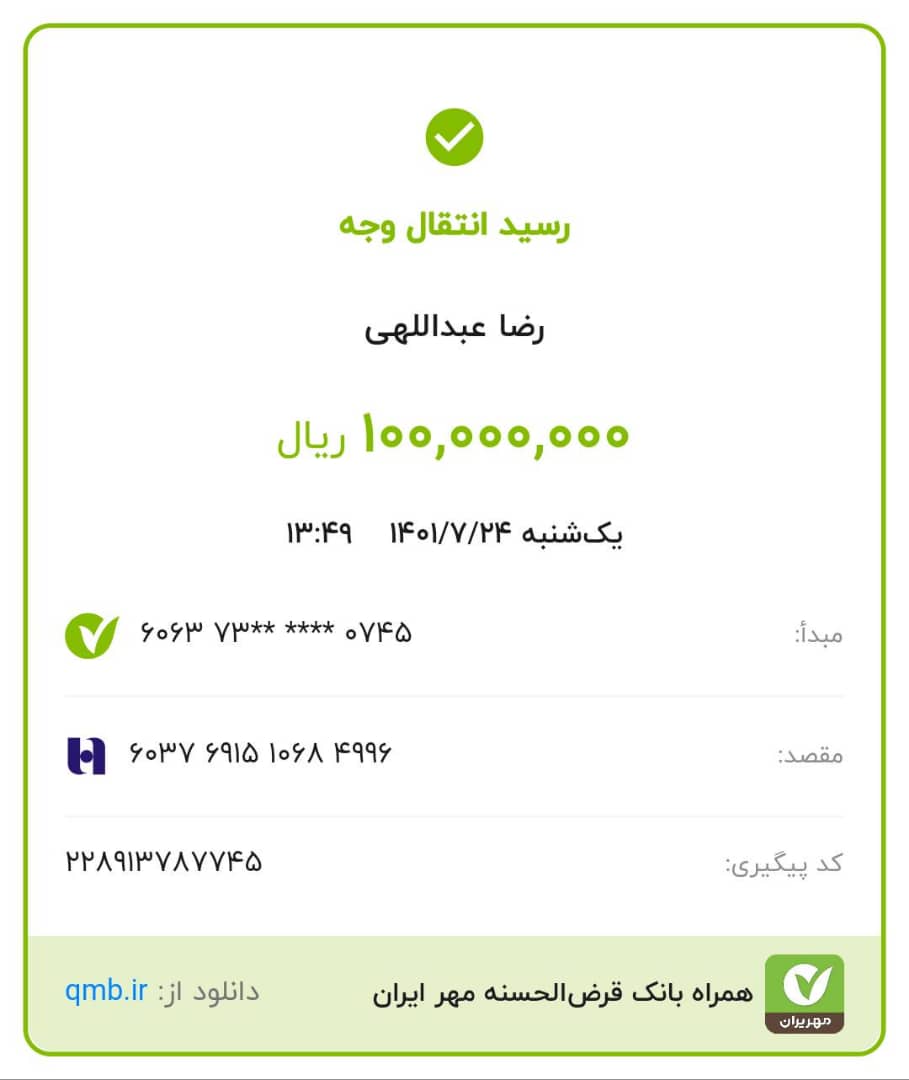 رسید انتقال وجه
رضا عبداللهی
۱۰۰,۰۰۰,۰۰۰ ریال
یک‌شنبه ۱۴۰۱/۷/۲۴ ۱۳:۴۹
مبدأ: ۶۰۶۳ ۷۳** **** ۰۷۴۵
مقصد: ۶۰۳۷ ۶۹۱۵ ۱۰۶۸ ۴۹۹۶
کد پیگیری: ۲۲۸۹۱۳۷۸۷۷۴۵
همراه بانک قرض‌الحسنه مهر ایران دانلود از: qmb.ir
مهریران